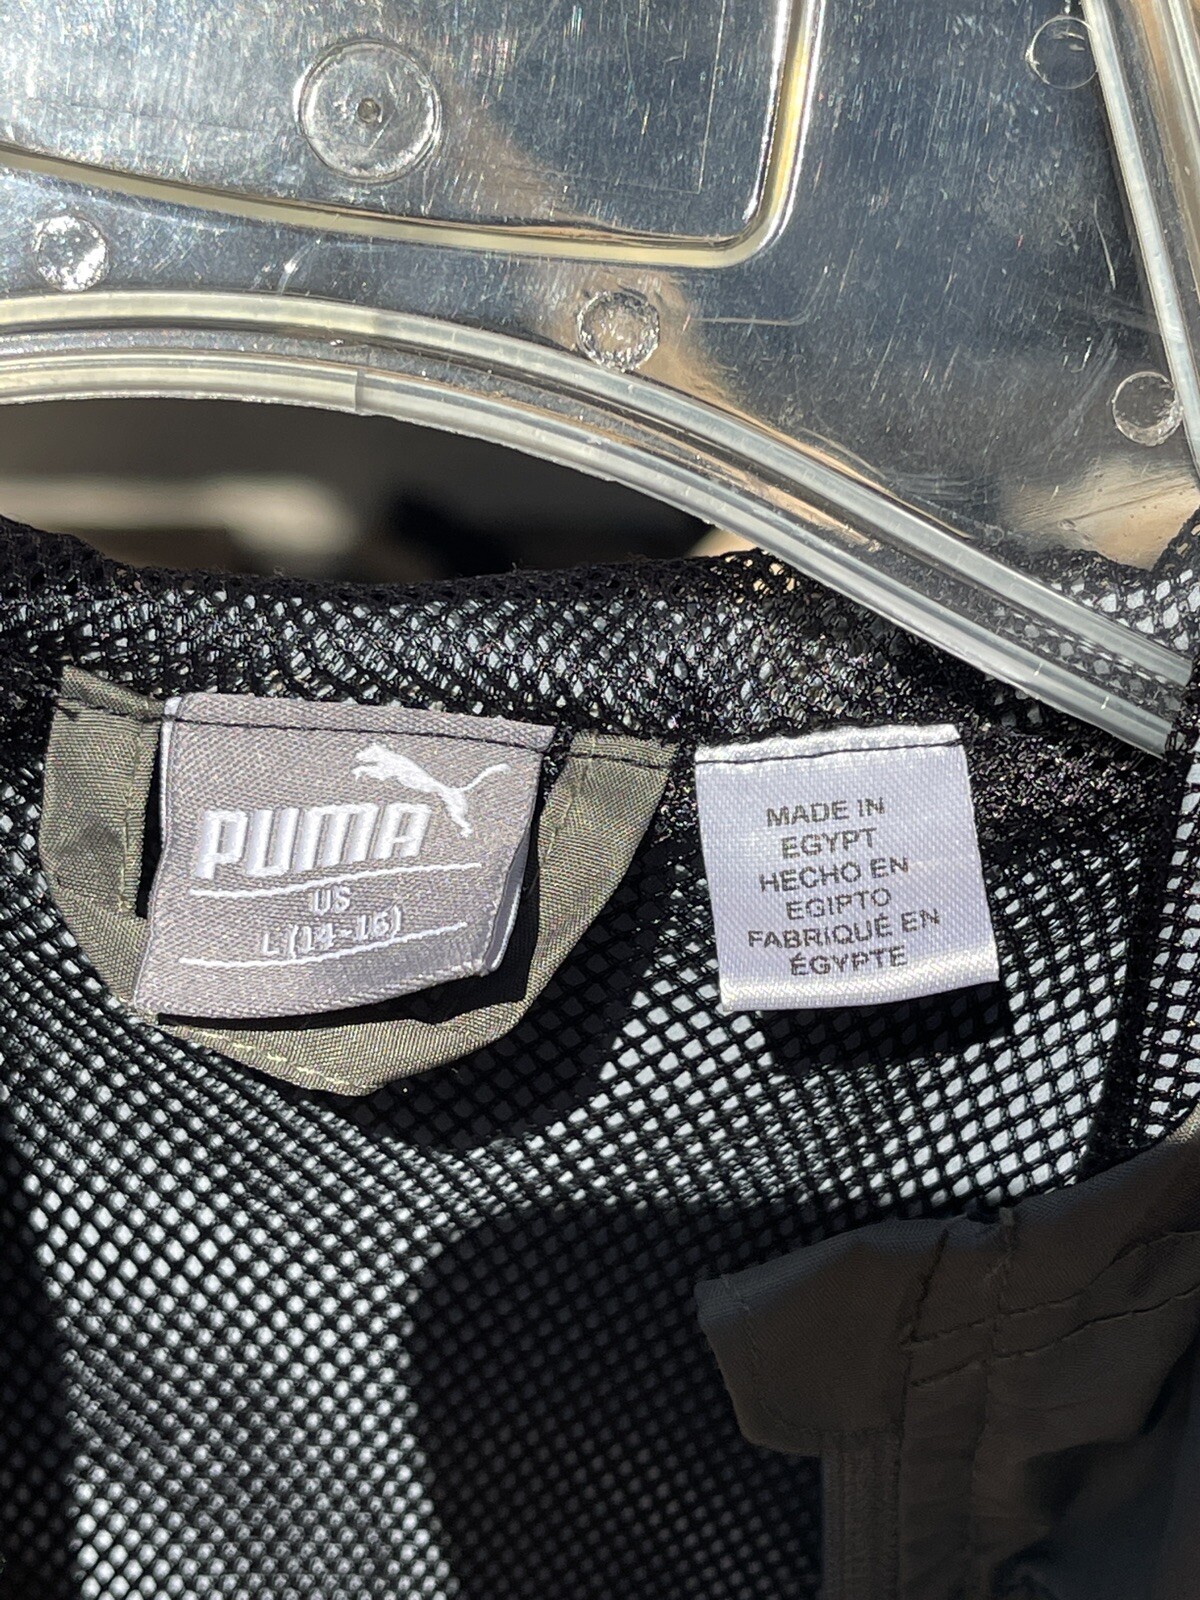 PUMA
US
L (14-16)
MADE IN
EGYPT
HECHO EN
EGIPTO
FABRIQUÉ EN
ÉGYPTE